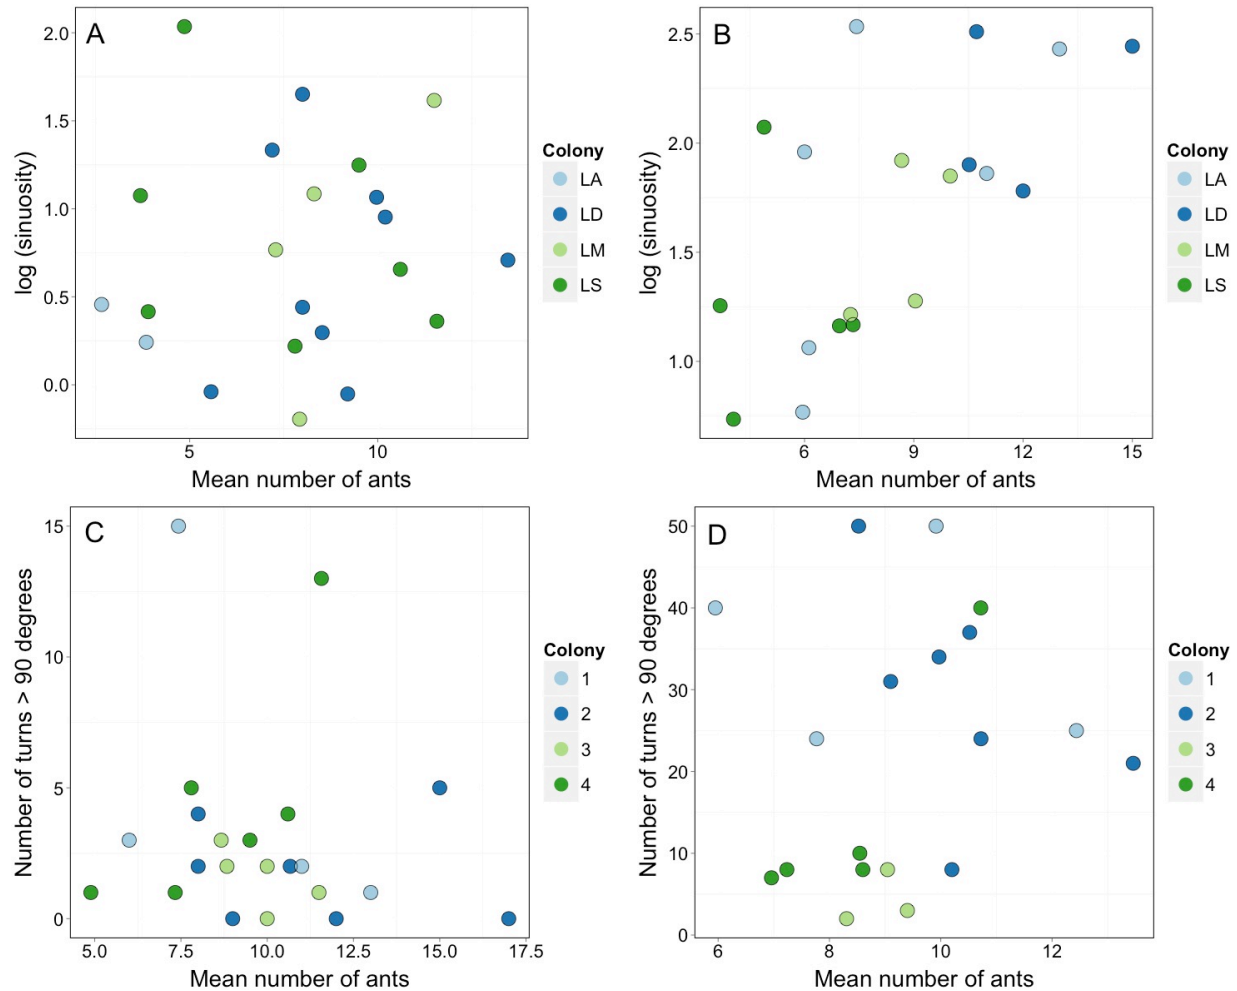 A
2.0
1.5
1.0
0.5
0.0
log (sinuosity)
5 10
Mean number of ants
Colony
LA
LD
LM
LS
B
2.5
2.0
1.5
1.0
log (sinuosity)
6 9 12 15
Mean number of ants
Colony
LA
LD
LM
LS
C
15
10
5
0
Number of turns > 90 degrees
5.0 7.5 10.0 12.5 15.0 17.5
Mean number of ants
Colony
1
2
3
4
D
50
40
30
20
10
0
Number of turns > 90 degrees
6 8 10 12
Mean number of ants
Colony
1
2
3
4